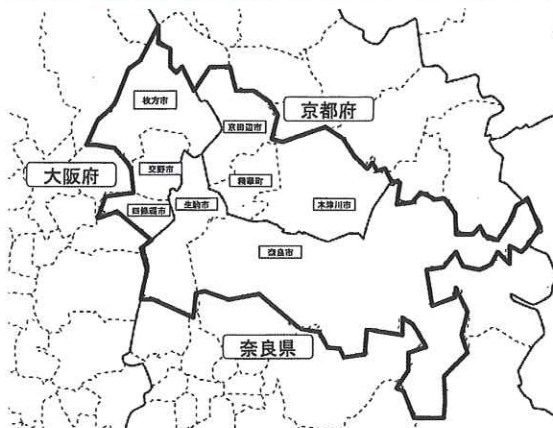 枚方市
京田辺市
京都府
大阪府
交野市
精華町
生駒市
四條畷市
木津川市
奈良市
奈良県